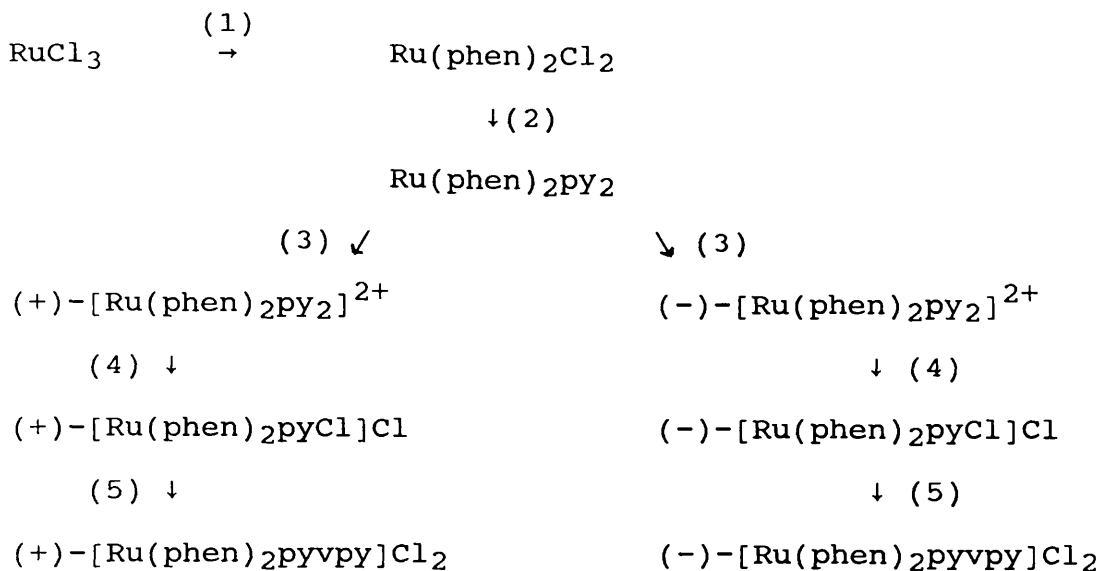 (1)
RuCl3 → Ru(phen)2Cl2
↓(2)
Ru(phen)2py2
(3) ↙ ↘ (3)
(+)-[Ru(phen)2py2]2+ (-)-[Ru(phen)2py2]2+
(4) ↓ ↓ (4)
(+)-[Ru(phen)2pyCl]Cl (-)-[Ru(phen)2pyCl]Cl
(5) ↓ ↓ (5)
(+)-[Ru(phen)2pyvpy]Cl2 (-)-[Ru(phen)2pyvpy]Cl2